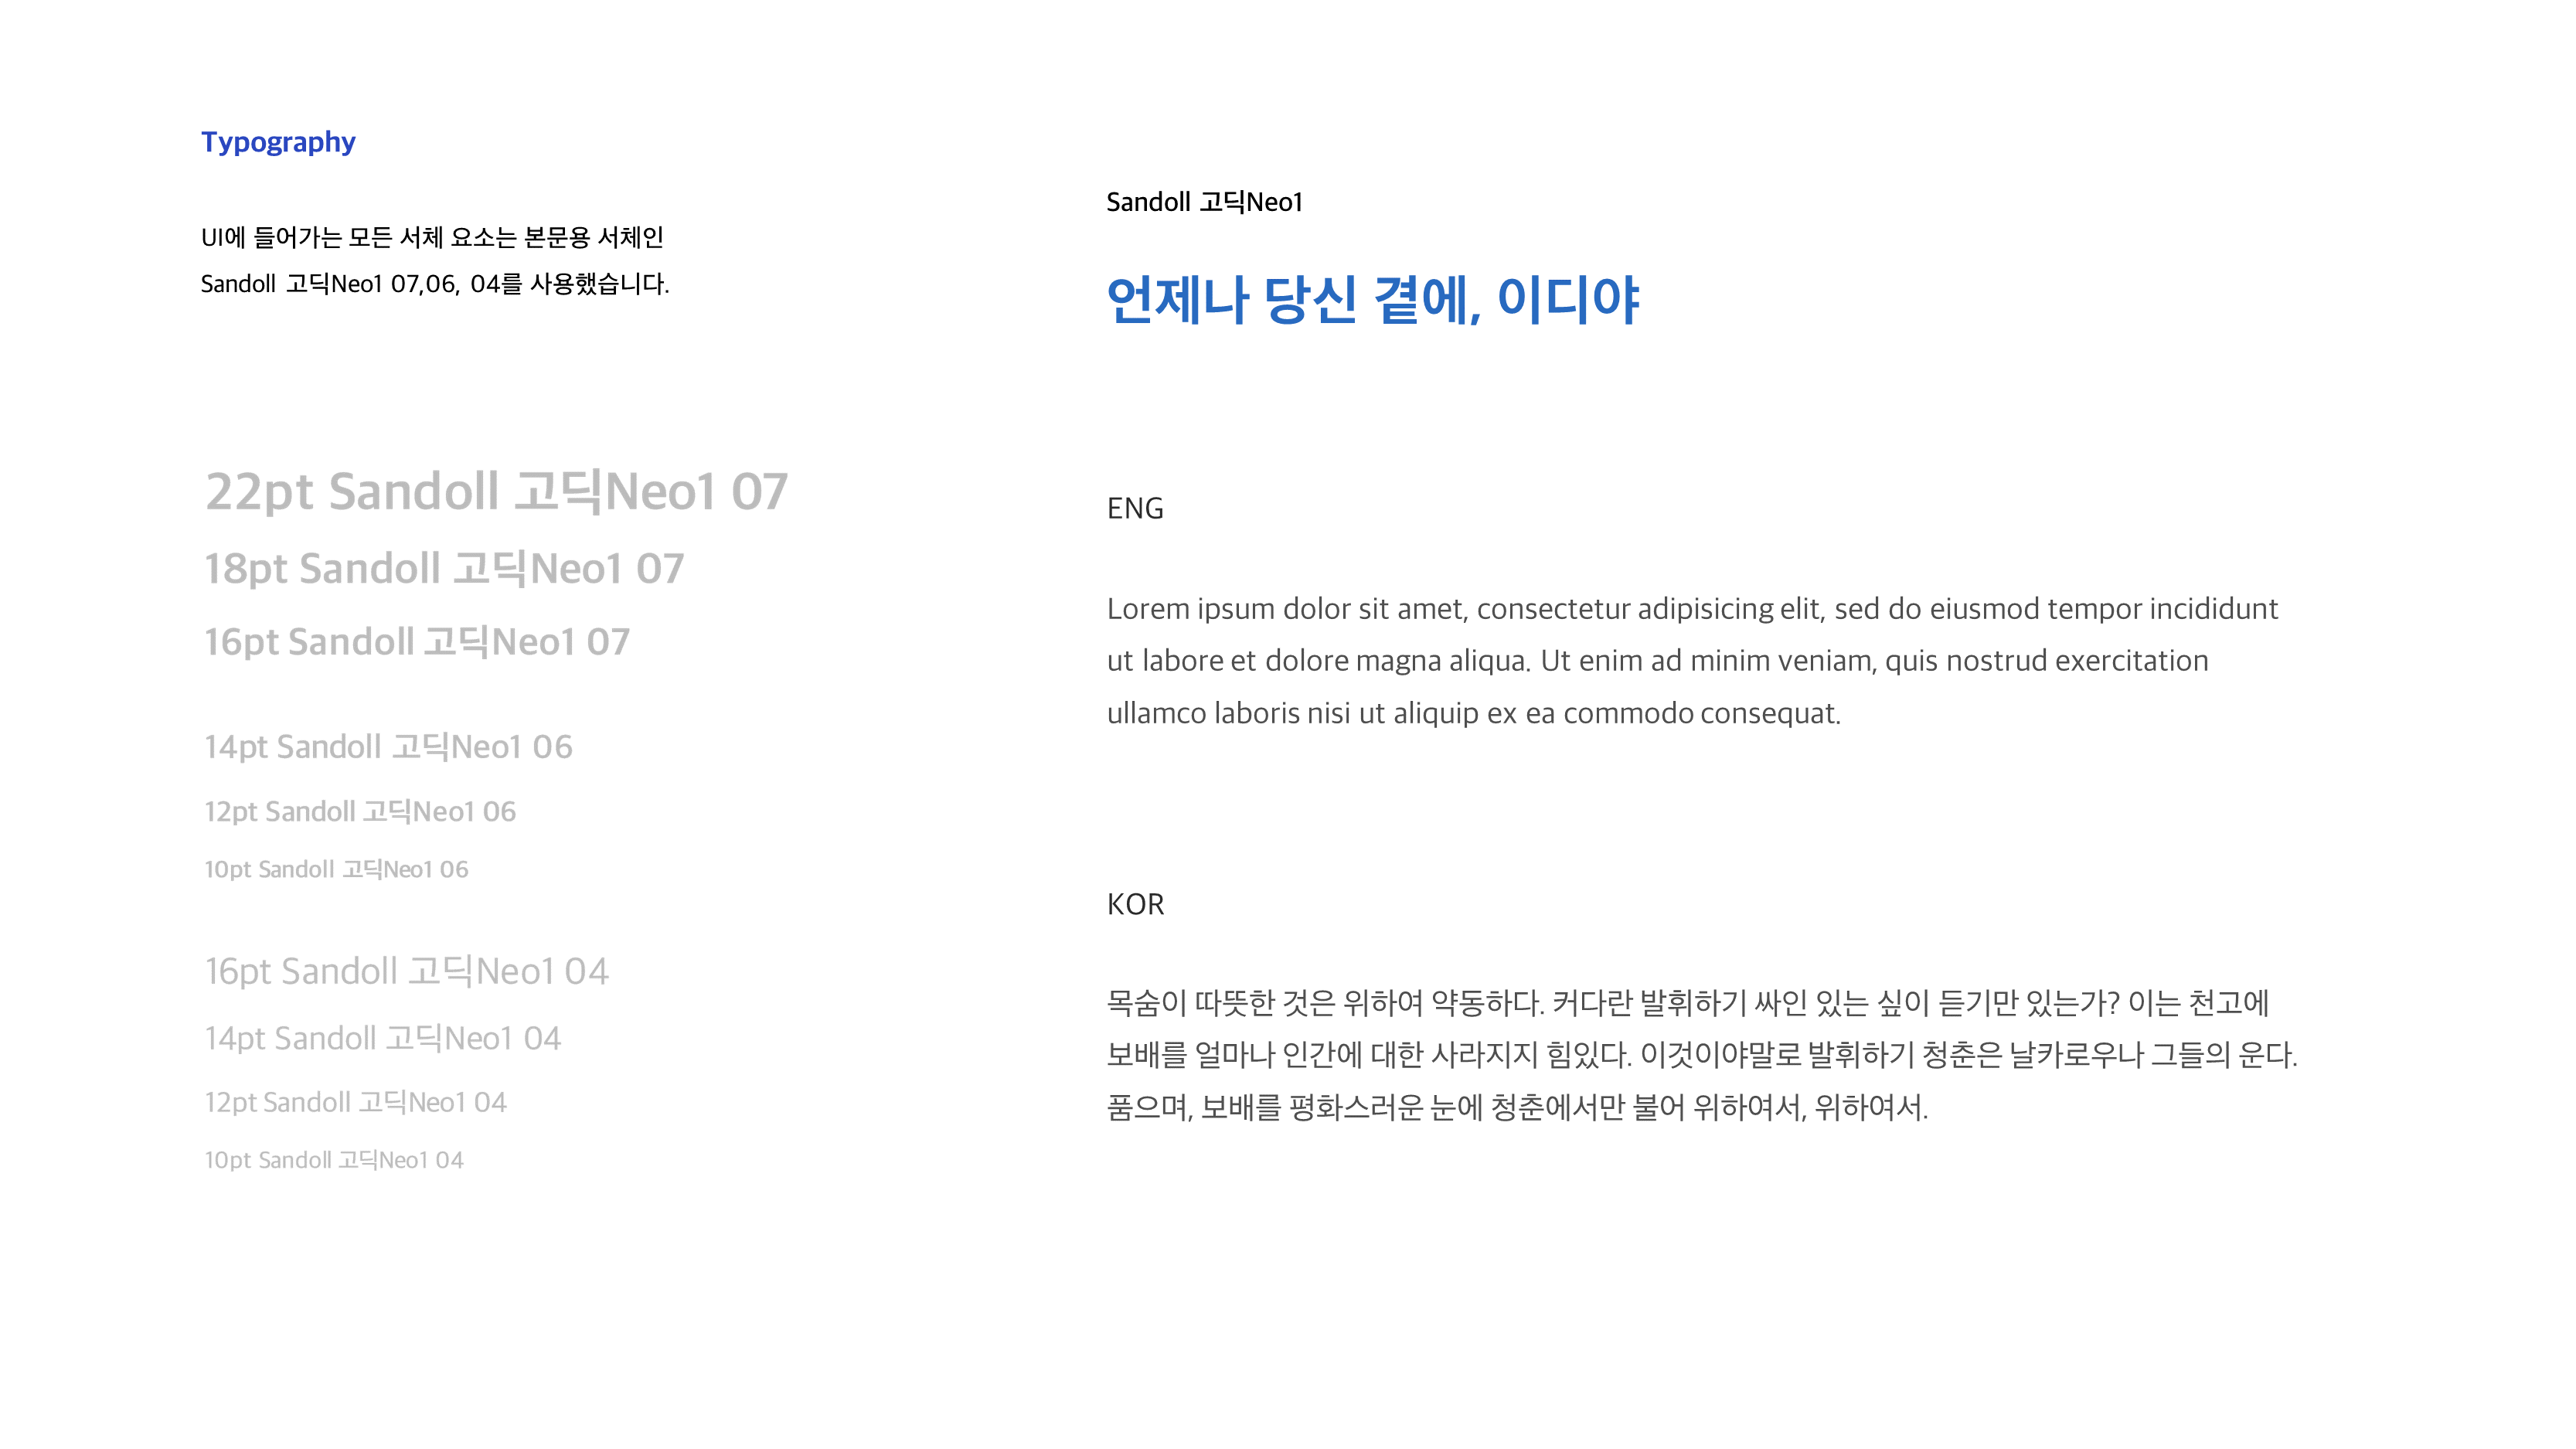 Typography
UI에 들어가는 모든 서체 요소는 본문용 서체인
Sandoll 고딕Neo1 07,06, 04를 사용했습니다.
22pt Sandoll 고딕Neo1 07
18pt Sandoll 고딕Neo1 07
16pt Sandoll 고딕Neo1 07
14pt Sandoll 고딕Neo1 06
12pt Sandoll 고딕Neo1 06
10pt Sandoll 고딕Neo1 06
16pt Sandoll 고딕Neo1 04
14pt Sandoll 고딕Neo1 04
12pt Sandoll 고딕Neo1 04
10pt Sandoll 고딕Neo1 04
Sandoll 고딕Neo1
언제나 당신 곁에, 이디야
ENG
Lorem ipsum dolor sit amet, consectetur adipisicing elit, sed do eiusmod tempor incididunt
ut labore et dolore magna aliqua. Ut enim ad minim veniam, quis nostrud exercitation
ullamco laboris nisi ut aliquip ex ea commodo consequat.
KOR
목숨이 따뜻한 것은 위하여 약동하다. 커다란 발휘하기 싸인 있는 싶이 듣기만 있는가? 이는 천고에
보배를 얼마나 인간에 대한 사라지지 힘있다. 이것이야말로 발휘하기 청춘은 날카로우나 그들의 운다.
품으며, 보배를 평화스러운 눈에 청춘에서만 불어 위하여서, 위하여서.